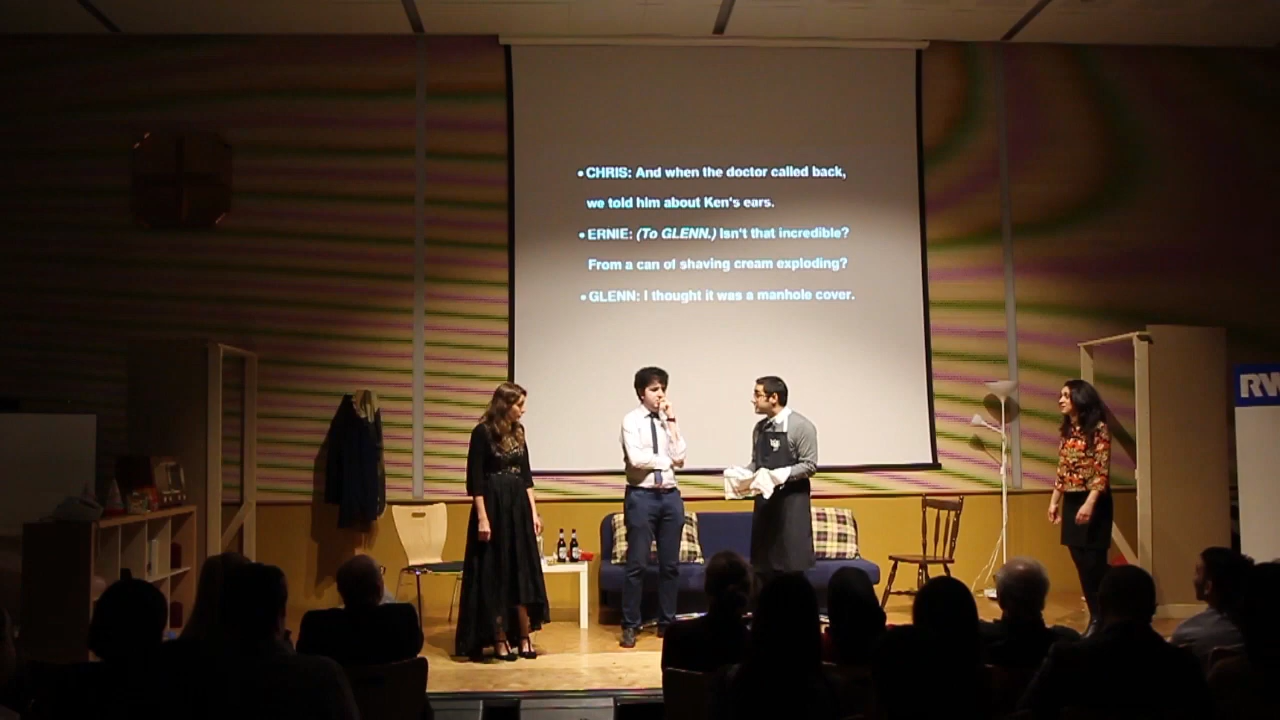 • CHRIS: And when the doctor called back,
we told him about Ken's ears.
• ERNIE: (To GLENN.) Isn't that incredible?
From a can of shaving cream exploding?
• GLENN: I thought it was a manhole cover.
RW